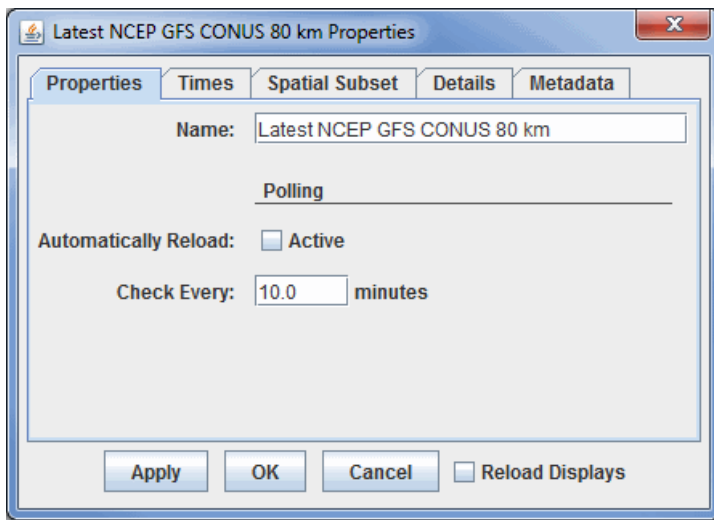 Latest NCEP GFS CONUS 80 km Properties
Properties Times Spatial Subset Details Metadata
Name: Latest NCEP GFS CONUS 80 km
Polling
Automatically Reload: Active
Check Every: 10.0 minutes
Apply OK Cancel Reload Displays